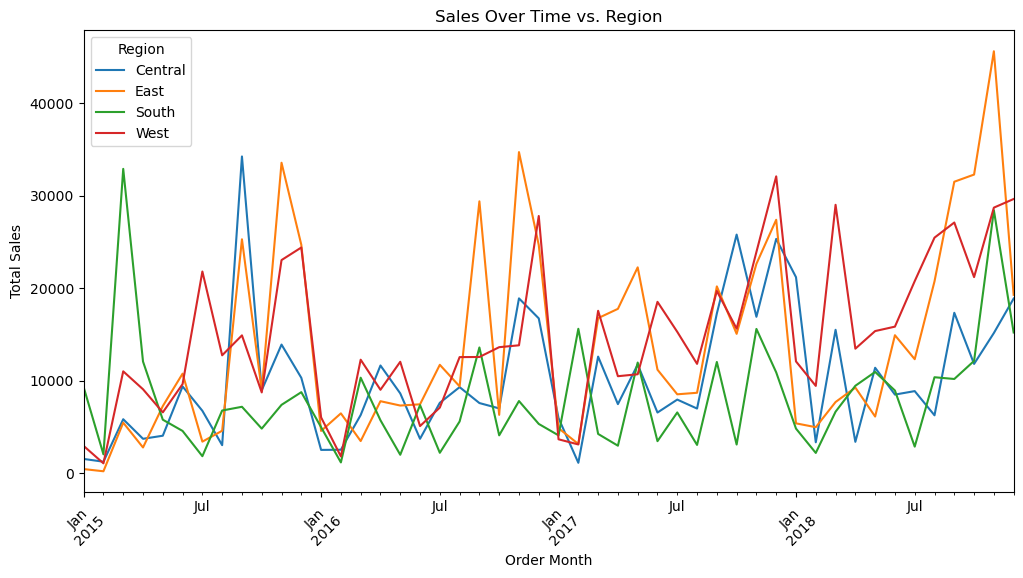 Sales Over Time vs. Region
Region
Central
East
South
West
Total Sales
40000
30000
20000
10000
0
Jan
2015
Jul
Jan
2016
Jul
Jan
2017
Jul
Jan
2018
Jul
Order Month